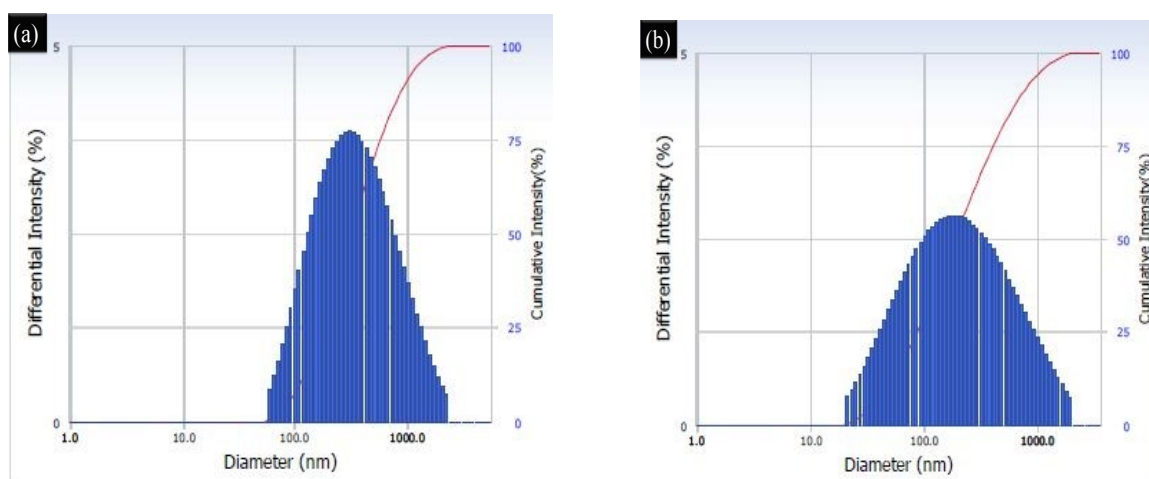 (a)
5
0
Differential Intensity (%)
100
75
50
25
0
Cumulative Intensity(%)
1.0 10.0 100.0 1000.0
Diameter (nm)
(b)
5
0
Differential Intensity (%)
100
75
50
25
0
Cumulative Intensity(%)
1.0 10.0 100.0 1000.0
Diameter (nm)